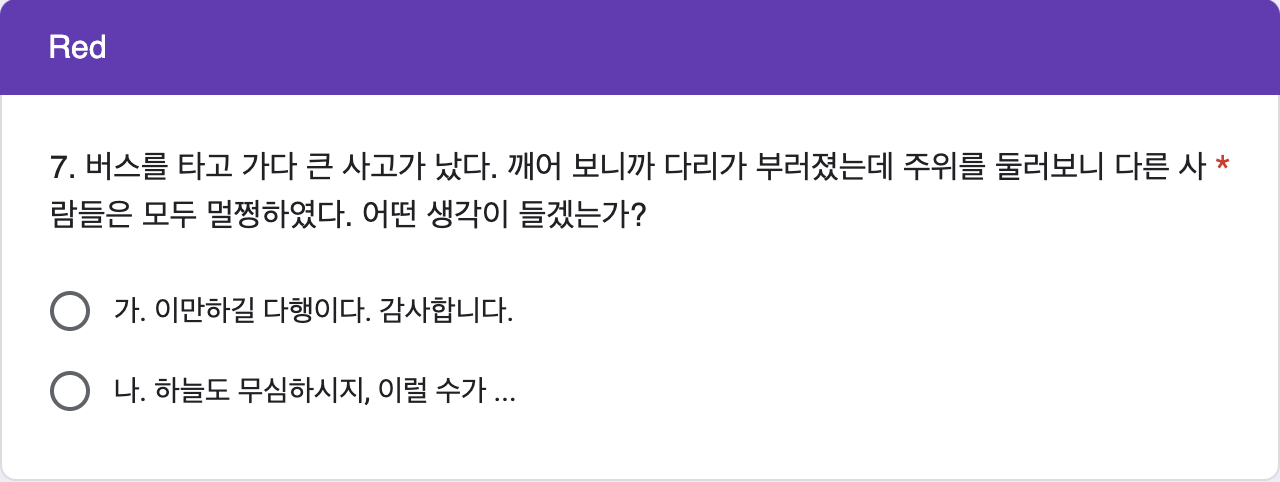 Red
7. 버스를 타고 가다 큰 사고가 났다. 깨어 보니까 다리가 부러졌는데 주위를 둘러보니 다른 사 *
람들은 모두 멀쩡하였다. 어떤 생각이 들겠는가?
가. 이만하길 다행이다. 감사합니다.
나. 하늘도 무심하시지, 이럴 수가 ...